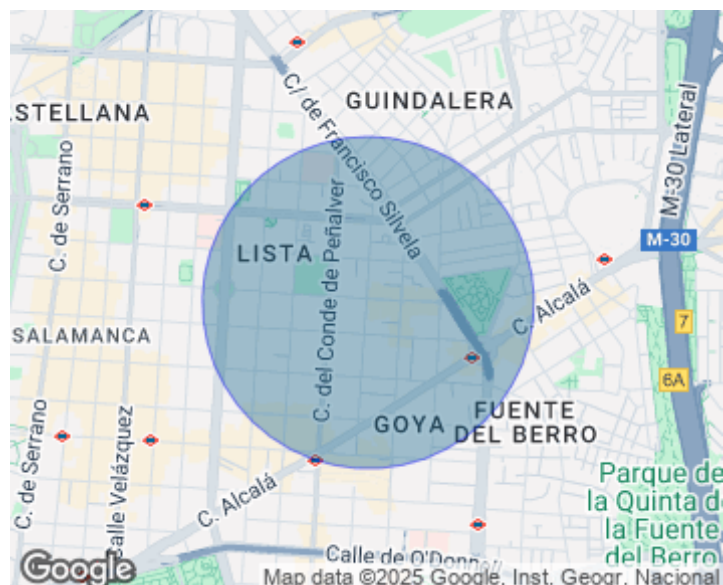 GUINDALERA
ASTELLANA
C/ de Francisco Silvela
M-30 Lateral
C. de Serrano
C. del Conde de Peñalver
M-30
LISTA
C. Alcalá
7
SALAMANCA
6A
C. de Serrano
Calle Velázquez
GOYA
FUENTE
DEL BERRO
C. Alcalá
Parque de
la Quinta d
la Fuente
del Berro
Calle de O'Donnell
Google
Map data ©2025 Google, Inst. Geogr. Nacional